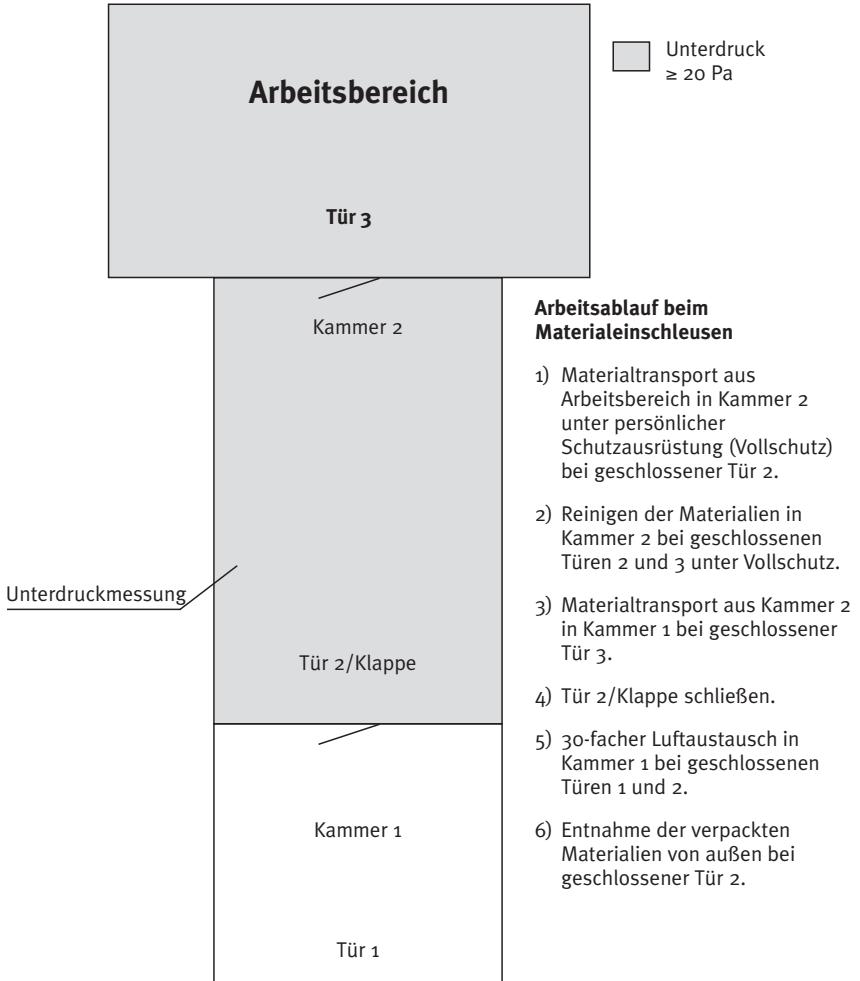 Arbeitsbereich
Unterdruck
≥ 20 Pa
Tür 3
Kammer 2
Unterdruckmessung
Tür 2/Klappe
Kammer 1
Tür 1
Arbeitsablauf beim
Materialeinschleusen
1) Materialtransport aus
Arbeitsbereich in Kammer 2
unter persönlicher
Schutzausrüstung (Vollschutz)
bei geschlossener Tür 2.
2) Reinigen der Materialien in
Kammer 2 bei geschlossenen
Türen 2 und 3 unter Vollschutz.
3) Materialtransport aus Kammer 2
in Kammer 1 bei geschlossener
Tür 3.
4) Tür 2/Klappe schließen.
5) 30-facher Luftaustausch in
Kammer 1 bei geschlossenen
Türen 1 und 2.
6) Entnahme der verpackten
Materialien von außen bei
geschlossener Tür 2.